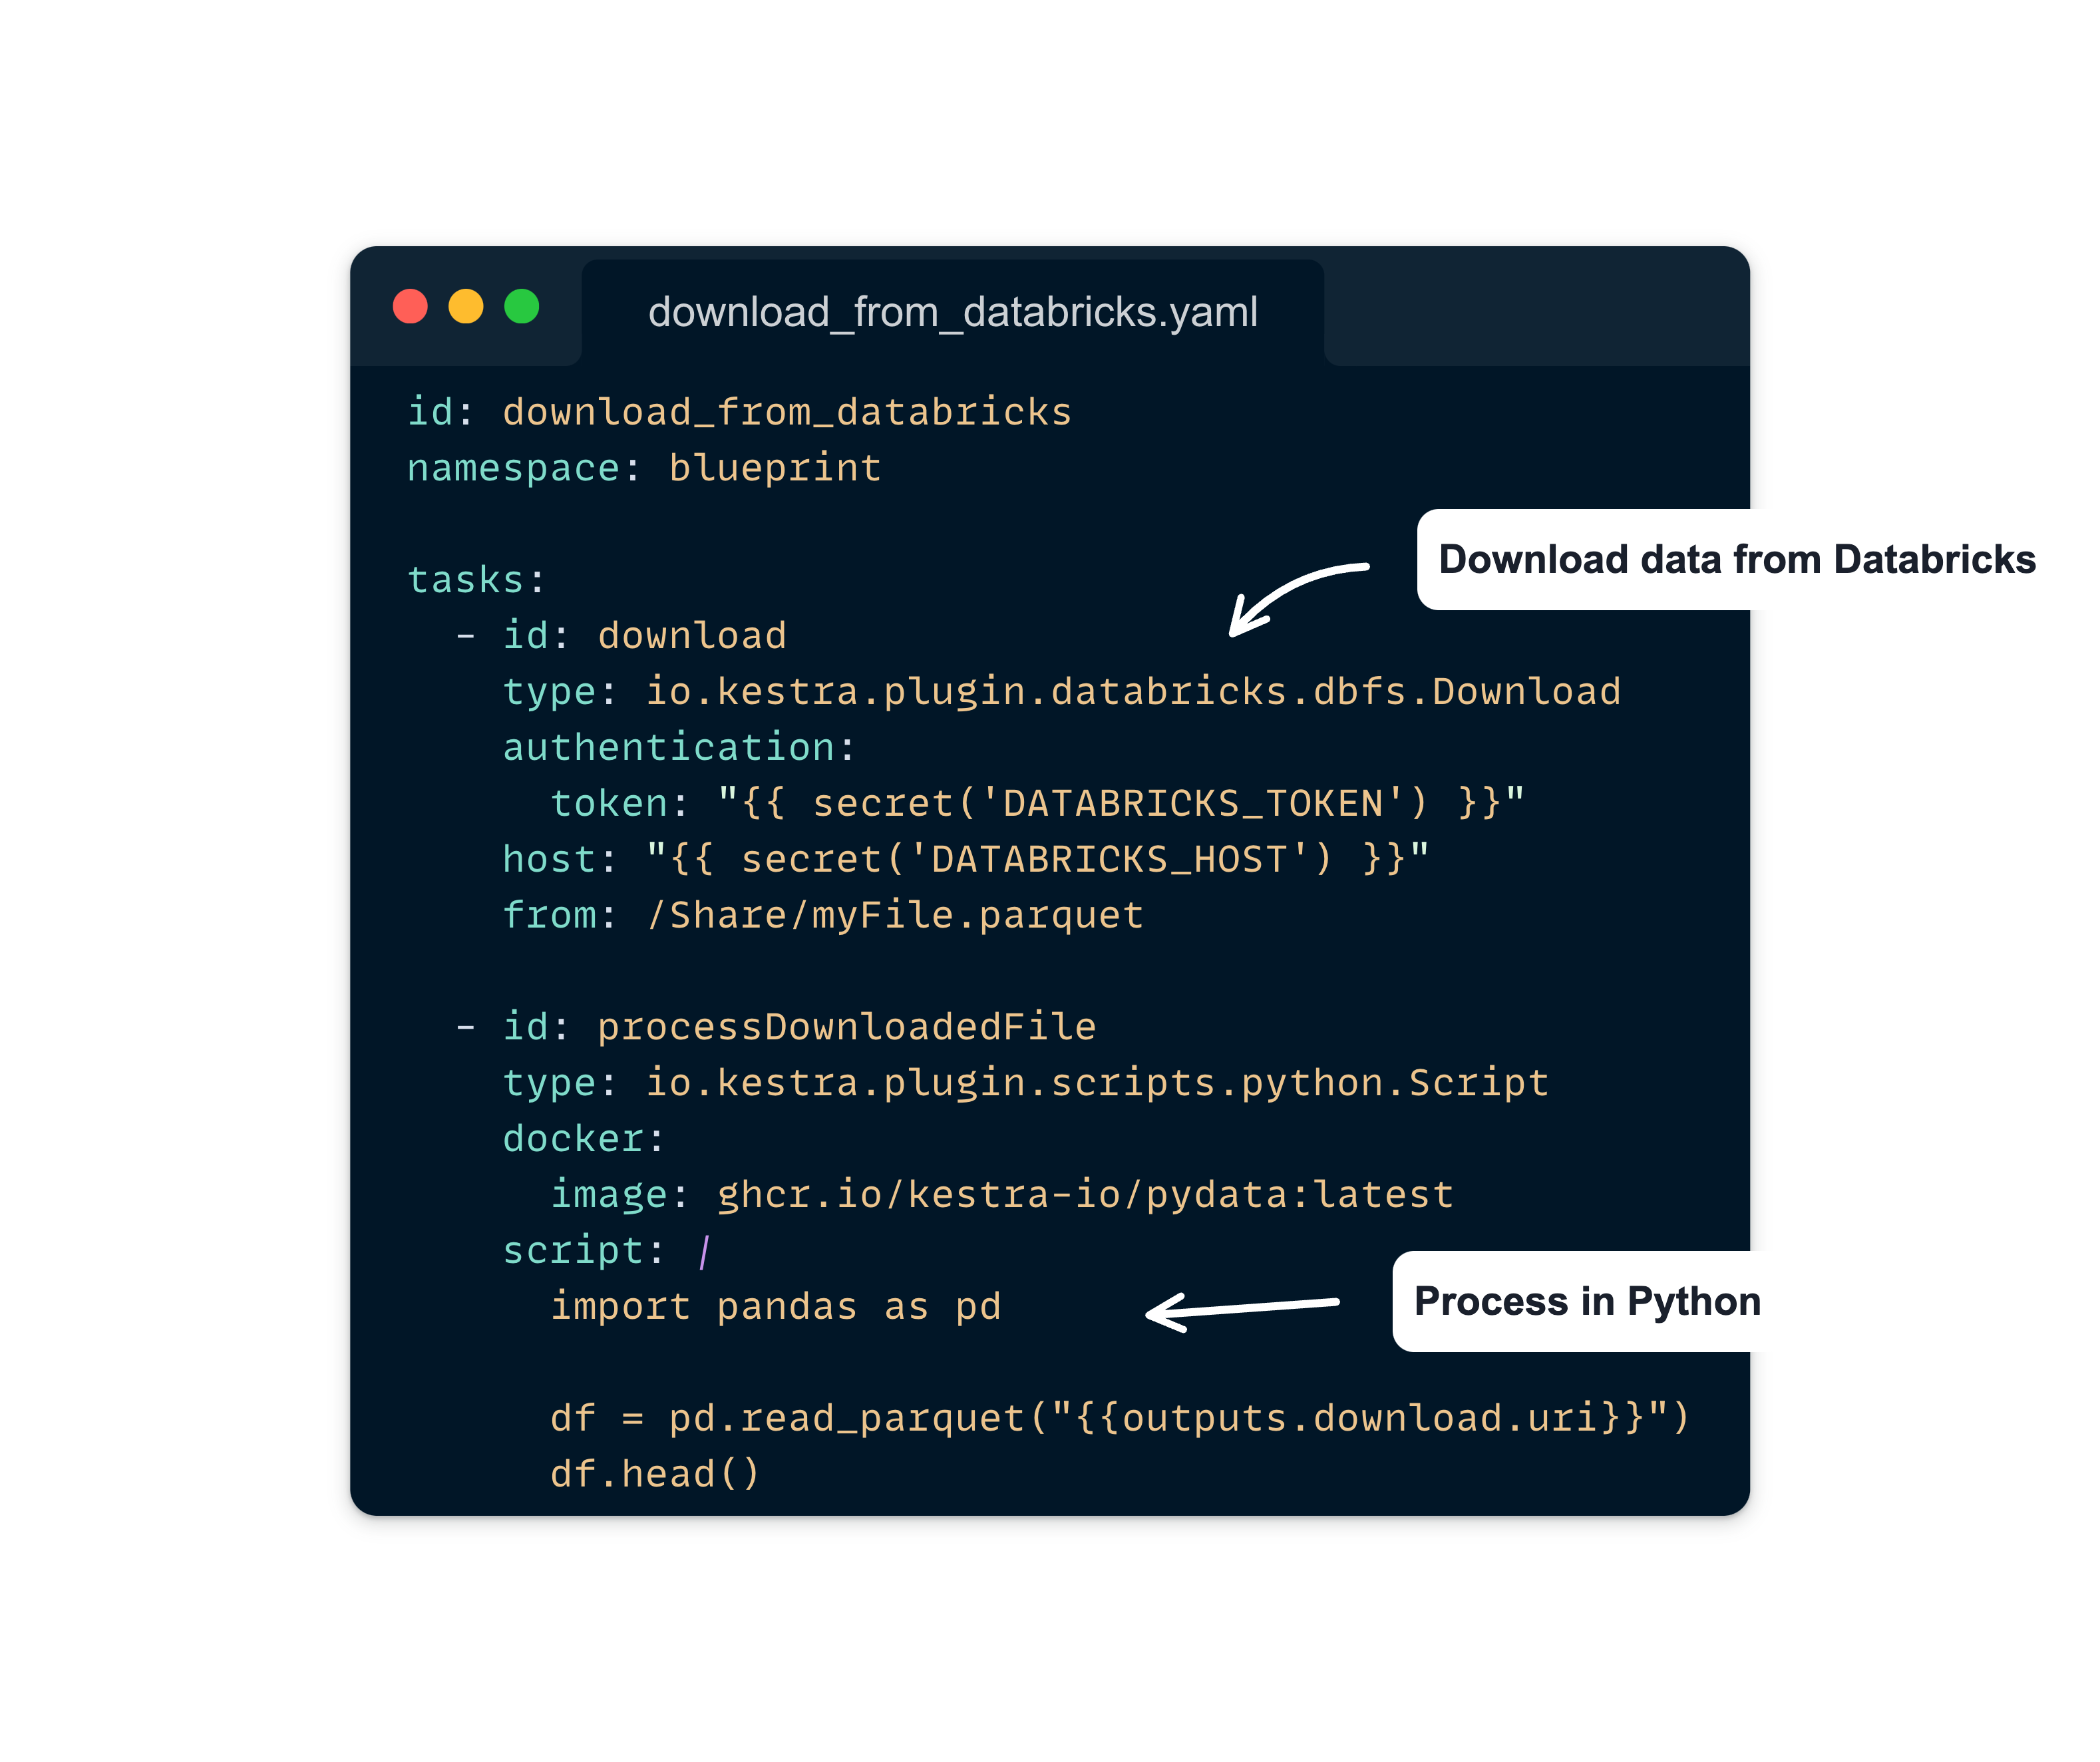 download_from_databricks.yaml
id: download_from_databricks
namespace: blueprint
tasks:
Download data from Databricks
  - id: download
    type: io.kestra.plugin.databricks.dbfs.Download
    authentication:
      token: "{{ secret('DATABRICKS_TOKEN') }}"
    host: "{{ secret('DATABRICKS_HOST') }}"
    from: /Share/myFile.parquet
  - id: processDownloadedFile
    type: io.kestra.plugin.scripts.python.Script
    docker:
      image: ghcr.io/kestra-io/pydata:latest
    script: |
      import pandas as pd
Process in Python
      df = pd.read_parquet("{{outputs.download.uri}}")
      df.head()